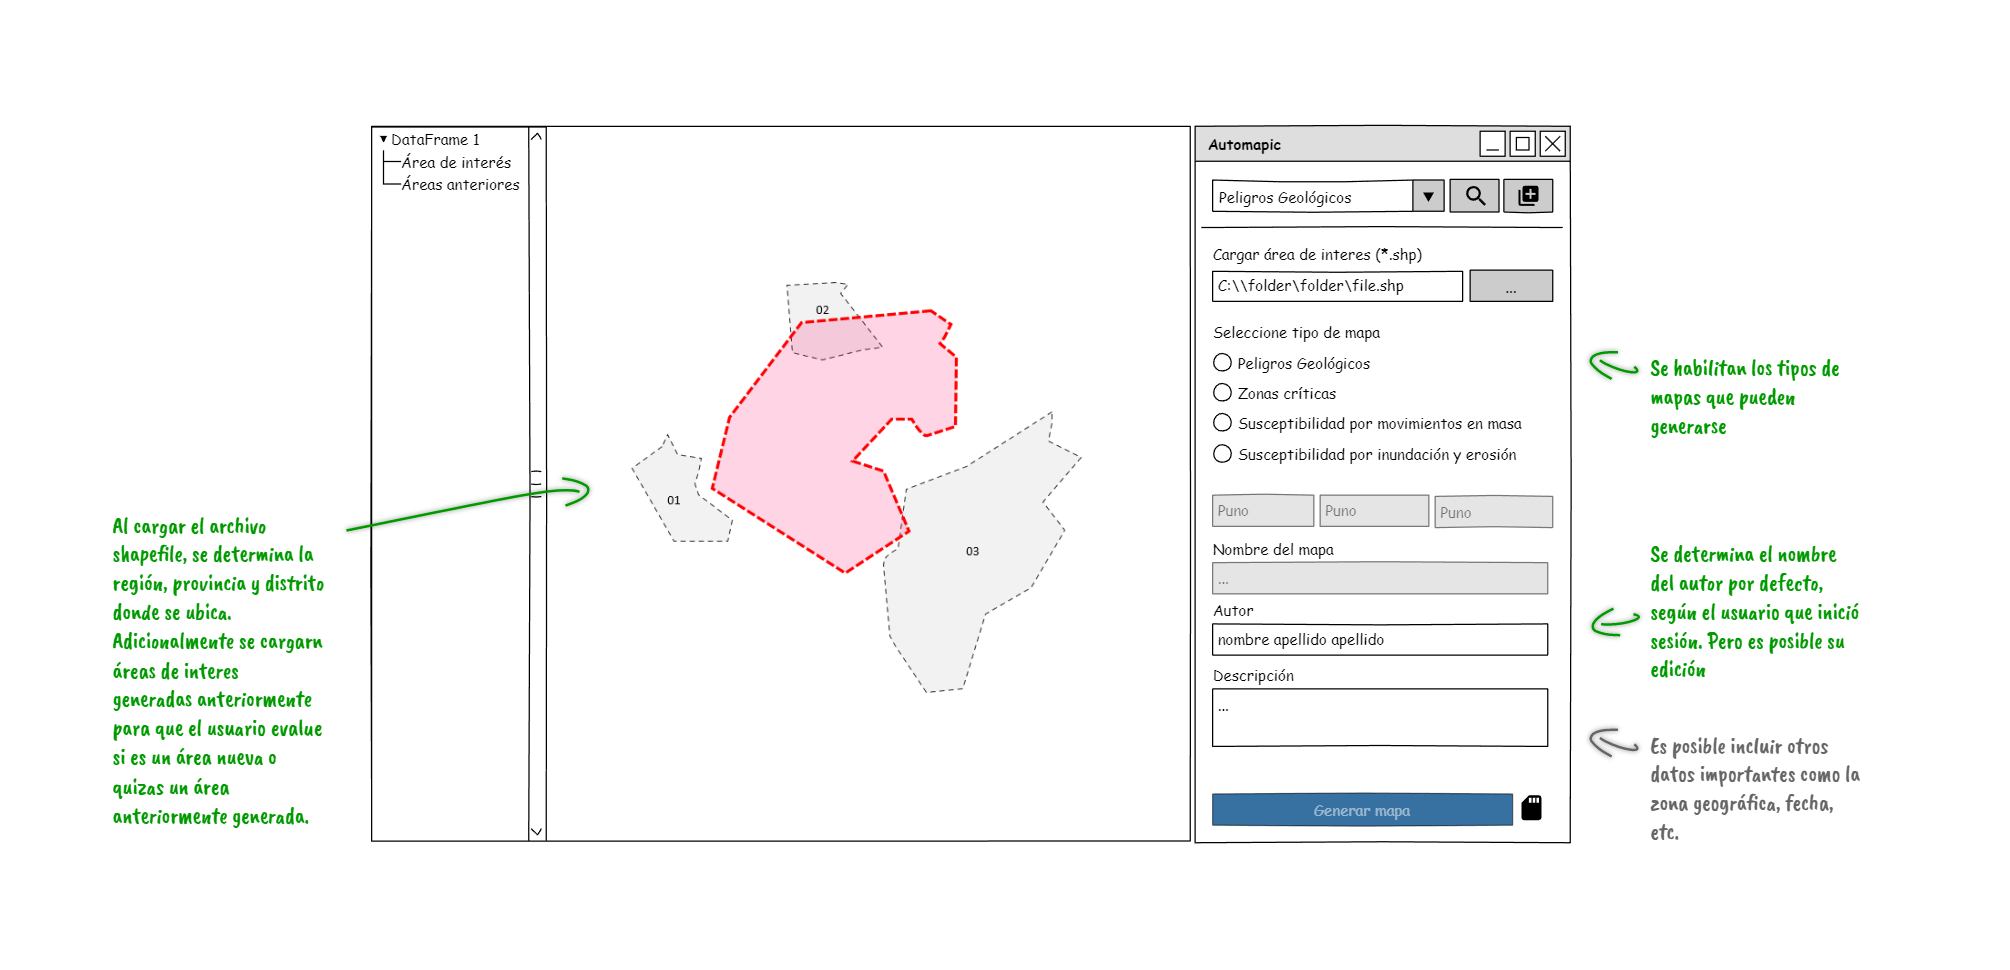 DataFrame 1
Área de interés
Áreas anteriores
Al cargar el archivo
shapefile, se determina la
región, provincia y distrito
donde se ubica.
Adicionalmente se cargarn
áreas de interes
generadas anteriormente
para que el usuario evalue
si es un área nueva o
quizas un área
anteriormente generada.
02
01
03
Automapic
Peligros Geológicos
Cargar área de interes (*.shp)
C:\\folder\folder\file.shp
...
Seleccione tipo de mapa
Peligros Geológicos
Zonas críticas
Susceptibilidad por movimientos en masa
Susceptibilidad por inundación y erosión
Puno
Puno
Puno
Nombre del mapa
...
Autor
nombre apellido apellido
Descripción
...
Generar mapa
Se habilitan los tipos de
mapas que pueden
generarse
Se determina el nombre
del autor por defecto,
según el usuario que inició
sesión. Pero es posible su
edición
Es posible incluir otros
datos importantes como la
zona geográfica, fecha,
etc.